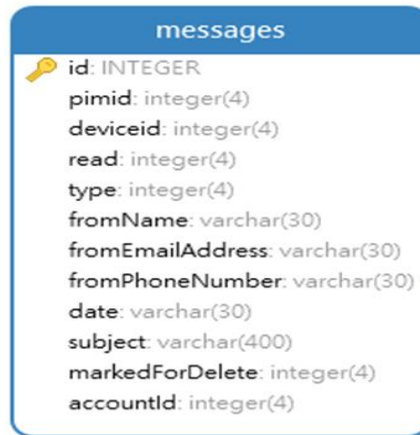 messages
id: INTEGER
pimid: integer(4)
deviceid: integer(4)
read: integer(4)
type: integer(4)
fromName: varchar(30)
fromEmailAddress: varchar(30)
fromPhoneNumber: varchar(30)
date: varchar(30)
subject: varchar(400)
markedForDelete: integer(4)
accountId: integer(4)